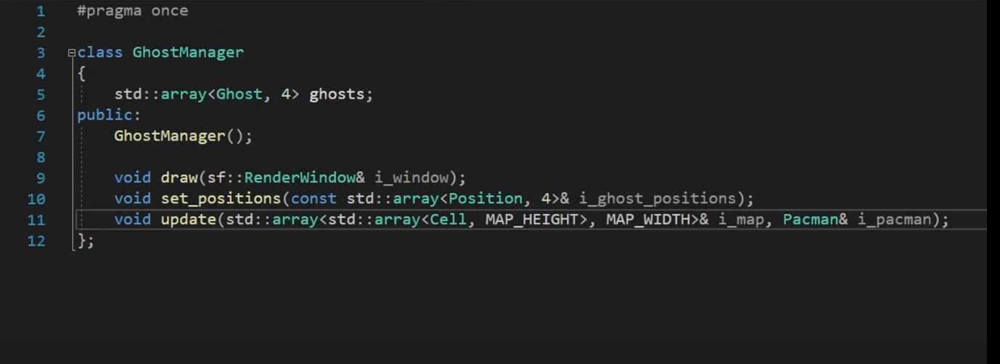 1 #pragma once
2
3 class GhostManager
4 {
5 std::array<Ghost, 4> ghosts;
6 public:
7 GhostManager();
8
9 void draw(sf::RenderWindow& i_window);
10 void set_positions(const std::array<Position, 4>& i_ghost_positions);
11 void update(std::array<std::array<Cell, MAP_HEIGHT>, MAP_WIDTH>& i_map, Pacman& i_pacman);
12 };